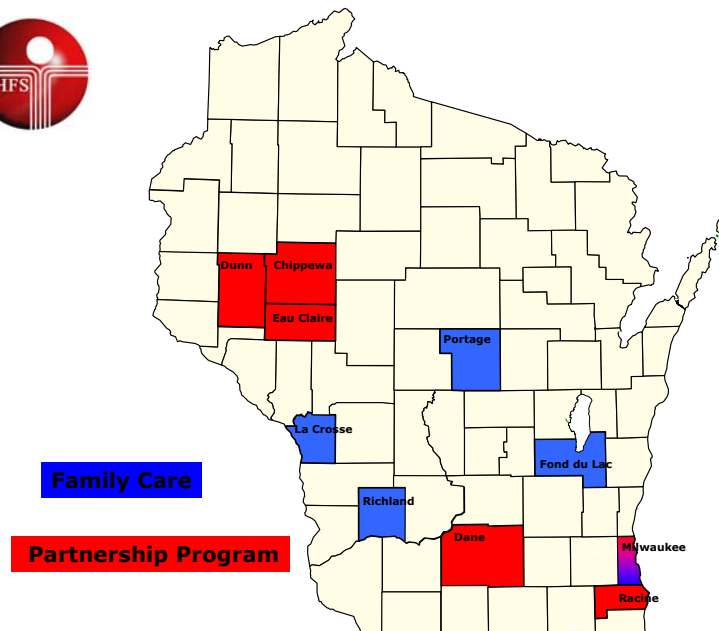 HFS
Dunn
Chippewa
Eau Claire
Portage
La Crosse
Fond du Lac
Family Care
Richland
Dane
Milwaukee
Partnership Program
Racine